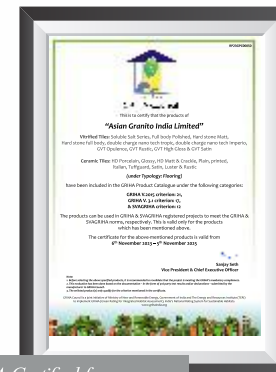 - This is to certify that the products of
"Asian Granito India Limited"
Vitrified Tiles: Soluble Salt Series, Full body Polished, Hard stone Matt,
Hard stone full body, double charge nano tech tropic, double charge nano tech Imperio,
GVT Opulence, GVT Rustic, GVT High Gloss & GVT Satin
Ceramic Tiles: HD Porcelain, Glossy, HD Matt & Crackle, Plain, printed,
Italian, Tuffguard, Satin, Luster & Rustic
(under Typology: Flooring)
have been included in the GRIHA Product Catalogue under the following categories:
GRIHA V.2015 criterion: 21,
GRIHA V. 3.1 criterion: 17,
& SVAGRIHA criterion: 12
The products can be used in GRIHA & SVAGRIHA registered projects to meet the GRIHA &
SVAGRIHA norms, respectively. This is valid only for the products
which has been mentioned above.
The certificate for the above-mentioned products is valid from
6th November 2023 – 5th November 2025
Sanjay Seth
Vice President & Chief Executive Officer